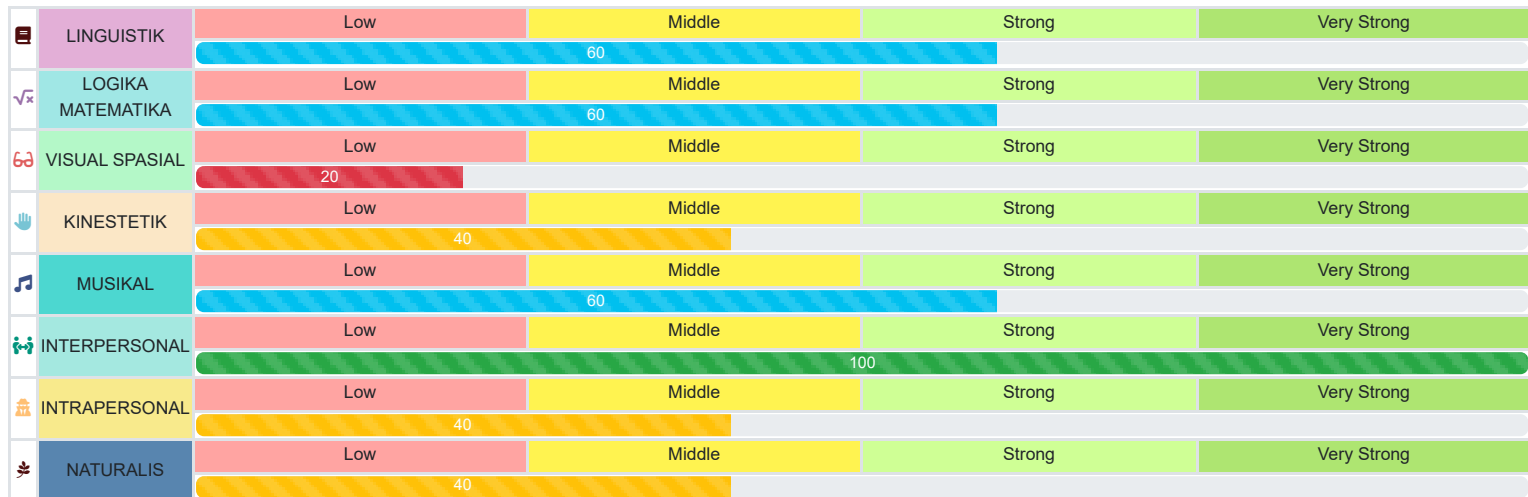 LINGUISTIK
Low Middle Strong Very Strong
60
LOGIKA
MATEMATIKA
Low Middle Strong Very Strong
60
VISUAL SPASIAL
Low Middle Strong Very Strong
20
KINESTETIK
Low Middle Strong Very Strong
40
MUSIKAL
Low Middle Strong Very Strong
60
INTERPERSONAL
Low Middle Strong Very Strong
100
INTRAPERSONAL
Low Middle Strong Very Strong
40
NATURALIS
Low Middle Strong Very Strong
40